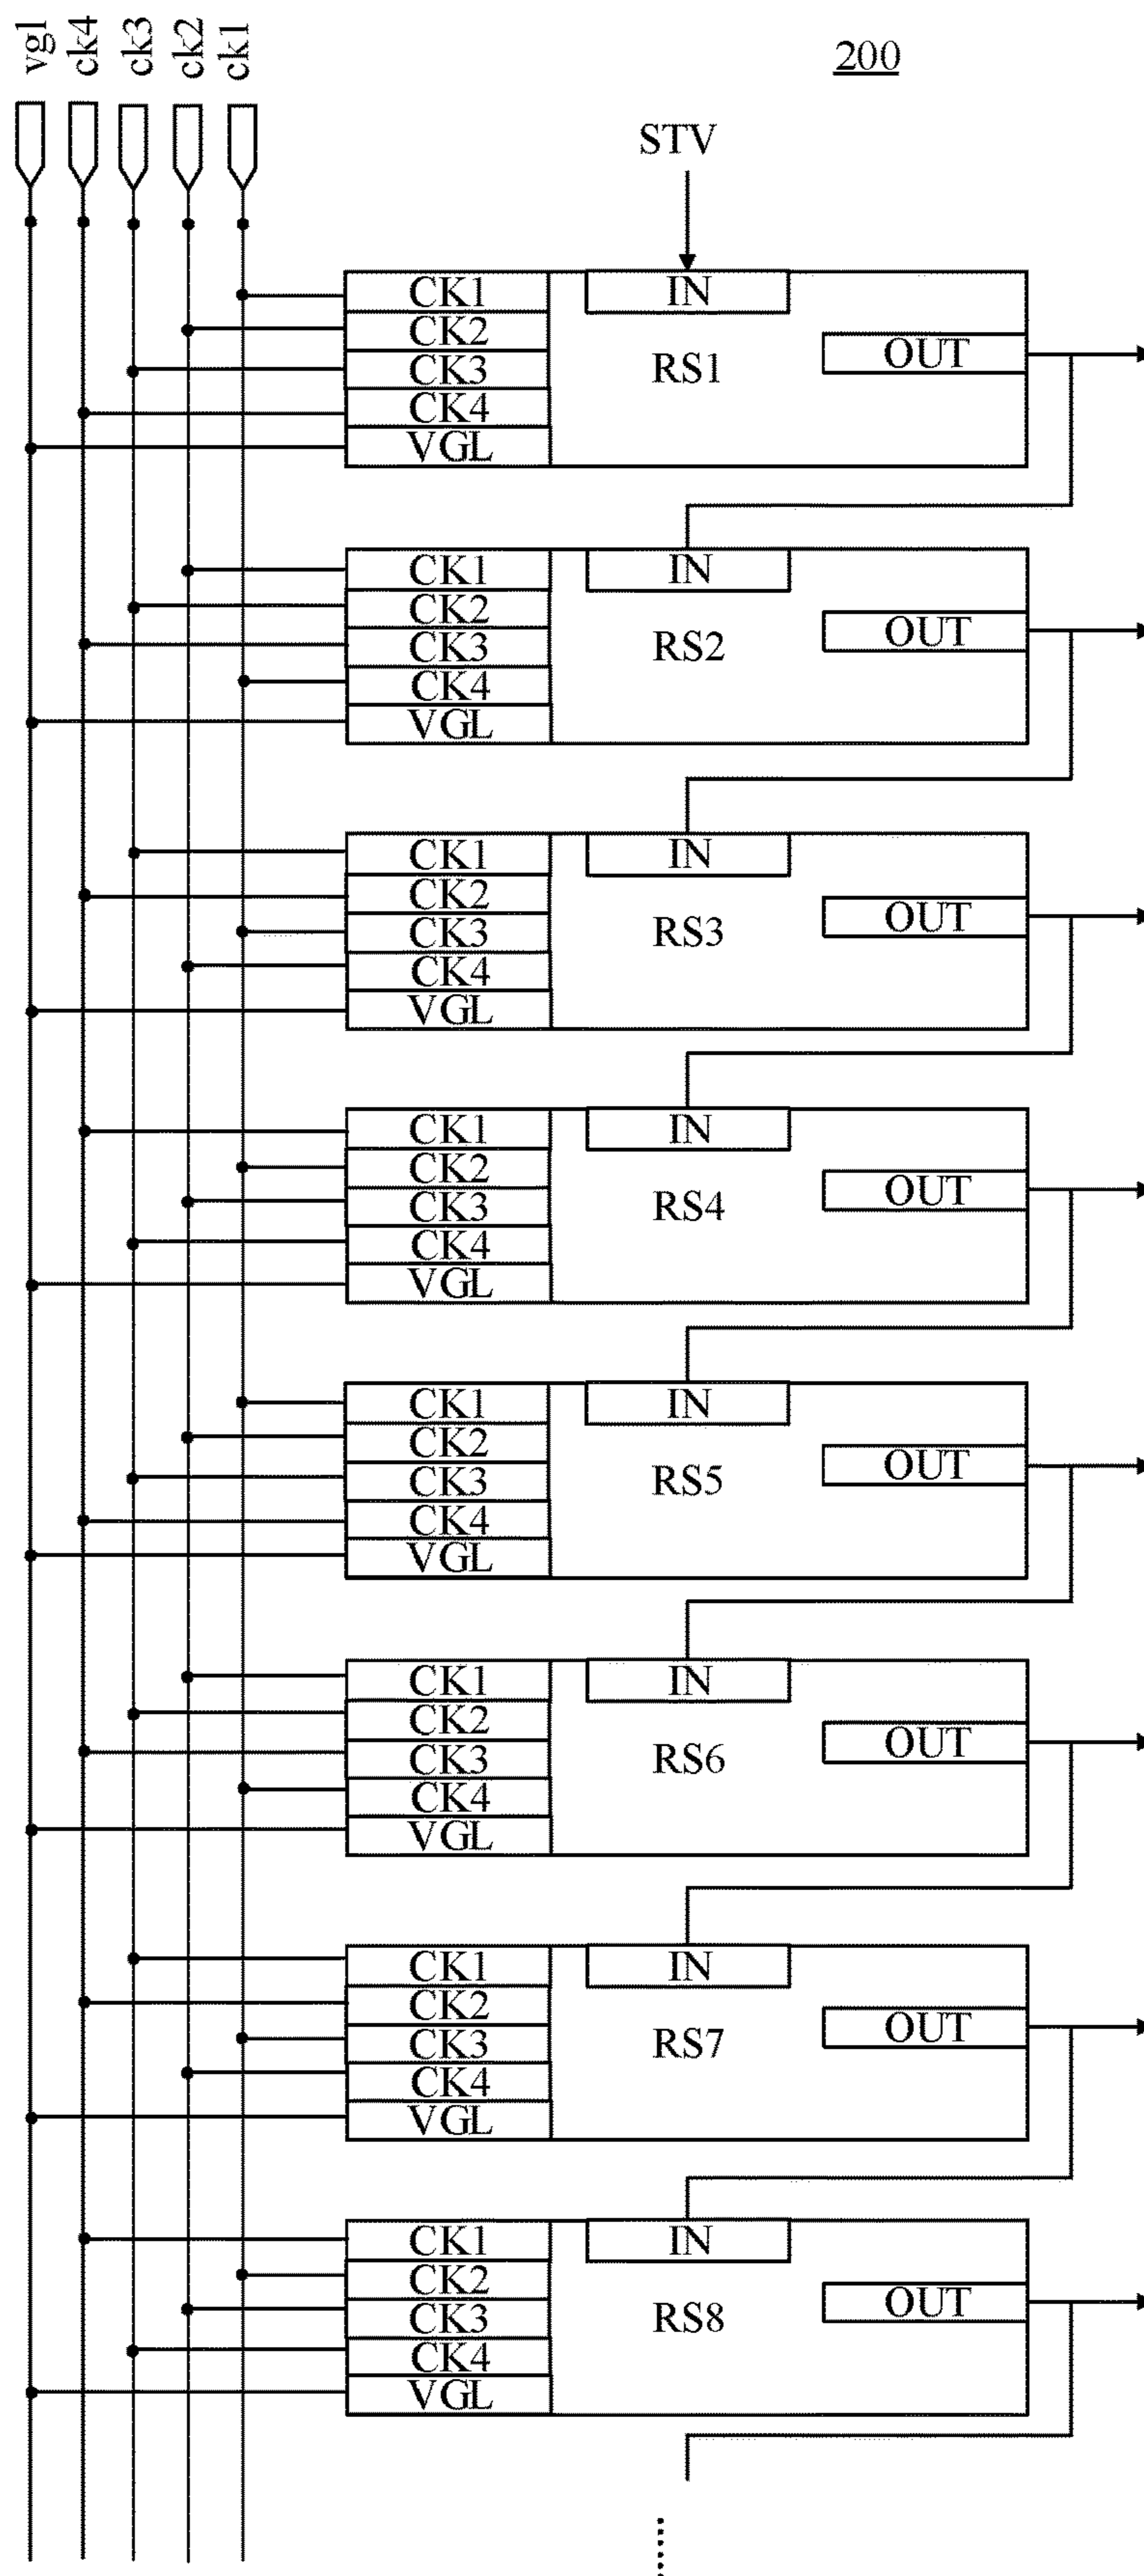 vgl
ck4
ck3
ck2
ck1
200
STV
CK1
IN
CK2
OUT
CK3
RS1
CK4
VGL
CK1
IN
CK2
OUT
CK3
RS2
CK4
VGL
CK1
IN
CK2
OUT
CK3
RS3
CK4
VGL
CK1
IN
CK2
OUT
CK3
RS4
CK4
VGL
CK1
IN
CK2
OUT
CK3
RS5
CK4
VGL
CK1
IN
CK2
OUT
CK3
RS6
CK4
VGL
CK1
IN
CK2
OUT
CK3
RS7
CK4
VGL
CK1
IN
CK2
OUT
CK3
RS8
CK4
VGL